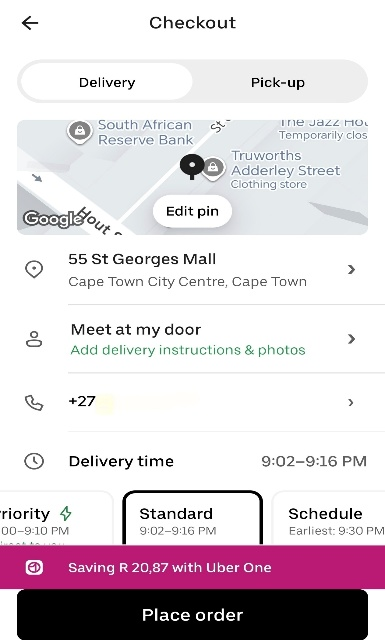 Checkout
Delivery
Pick-up
South African
Reserve Bank
The Jazz
Temporarily clos
Truworths
Adderley Street
Clothing store
Edit pin
Google
Hout
55 St Georges Mall
Cape Town City Centre, Cape Town
Meet at my door
Add delivery instructions & photos
+27
Delivery time
9:02–9:16 PM
riority
00–9:10 PM
Standard
9:02–9:16 PM
Schedule
Earliest: 9:30 PM
Saving R 20,87 with Uber One
Place order